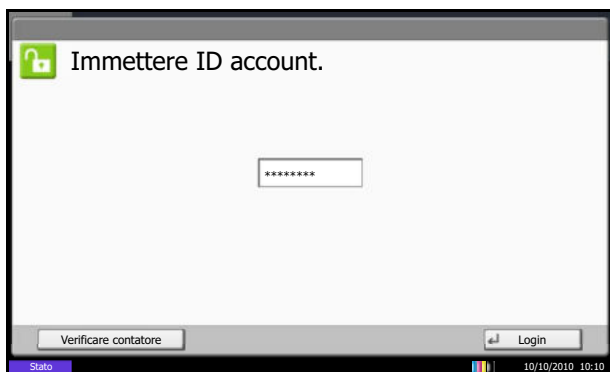 Immettere ID account.
********
Verificare contatore
Login
Stato
10/10/2010 10:10